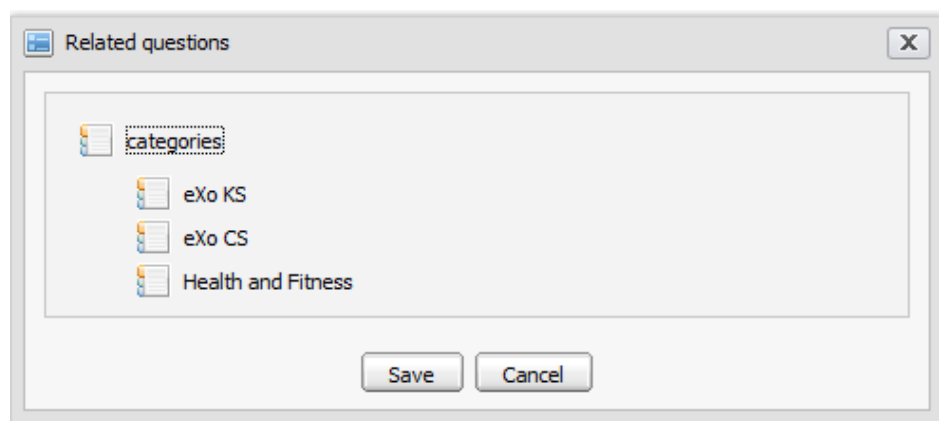 Related questions
X
categories
eXo KS
eXo CS
Health and Fitness
Save Cancel